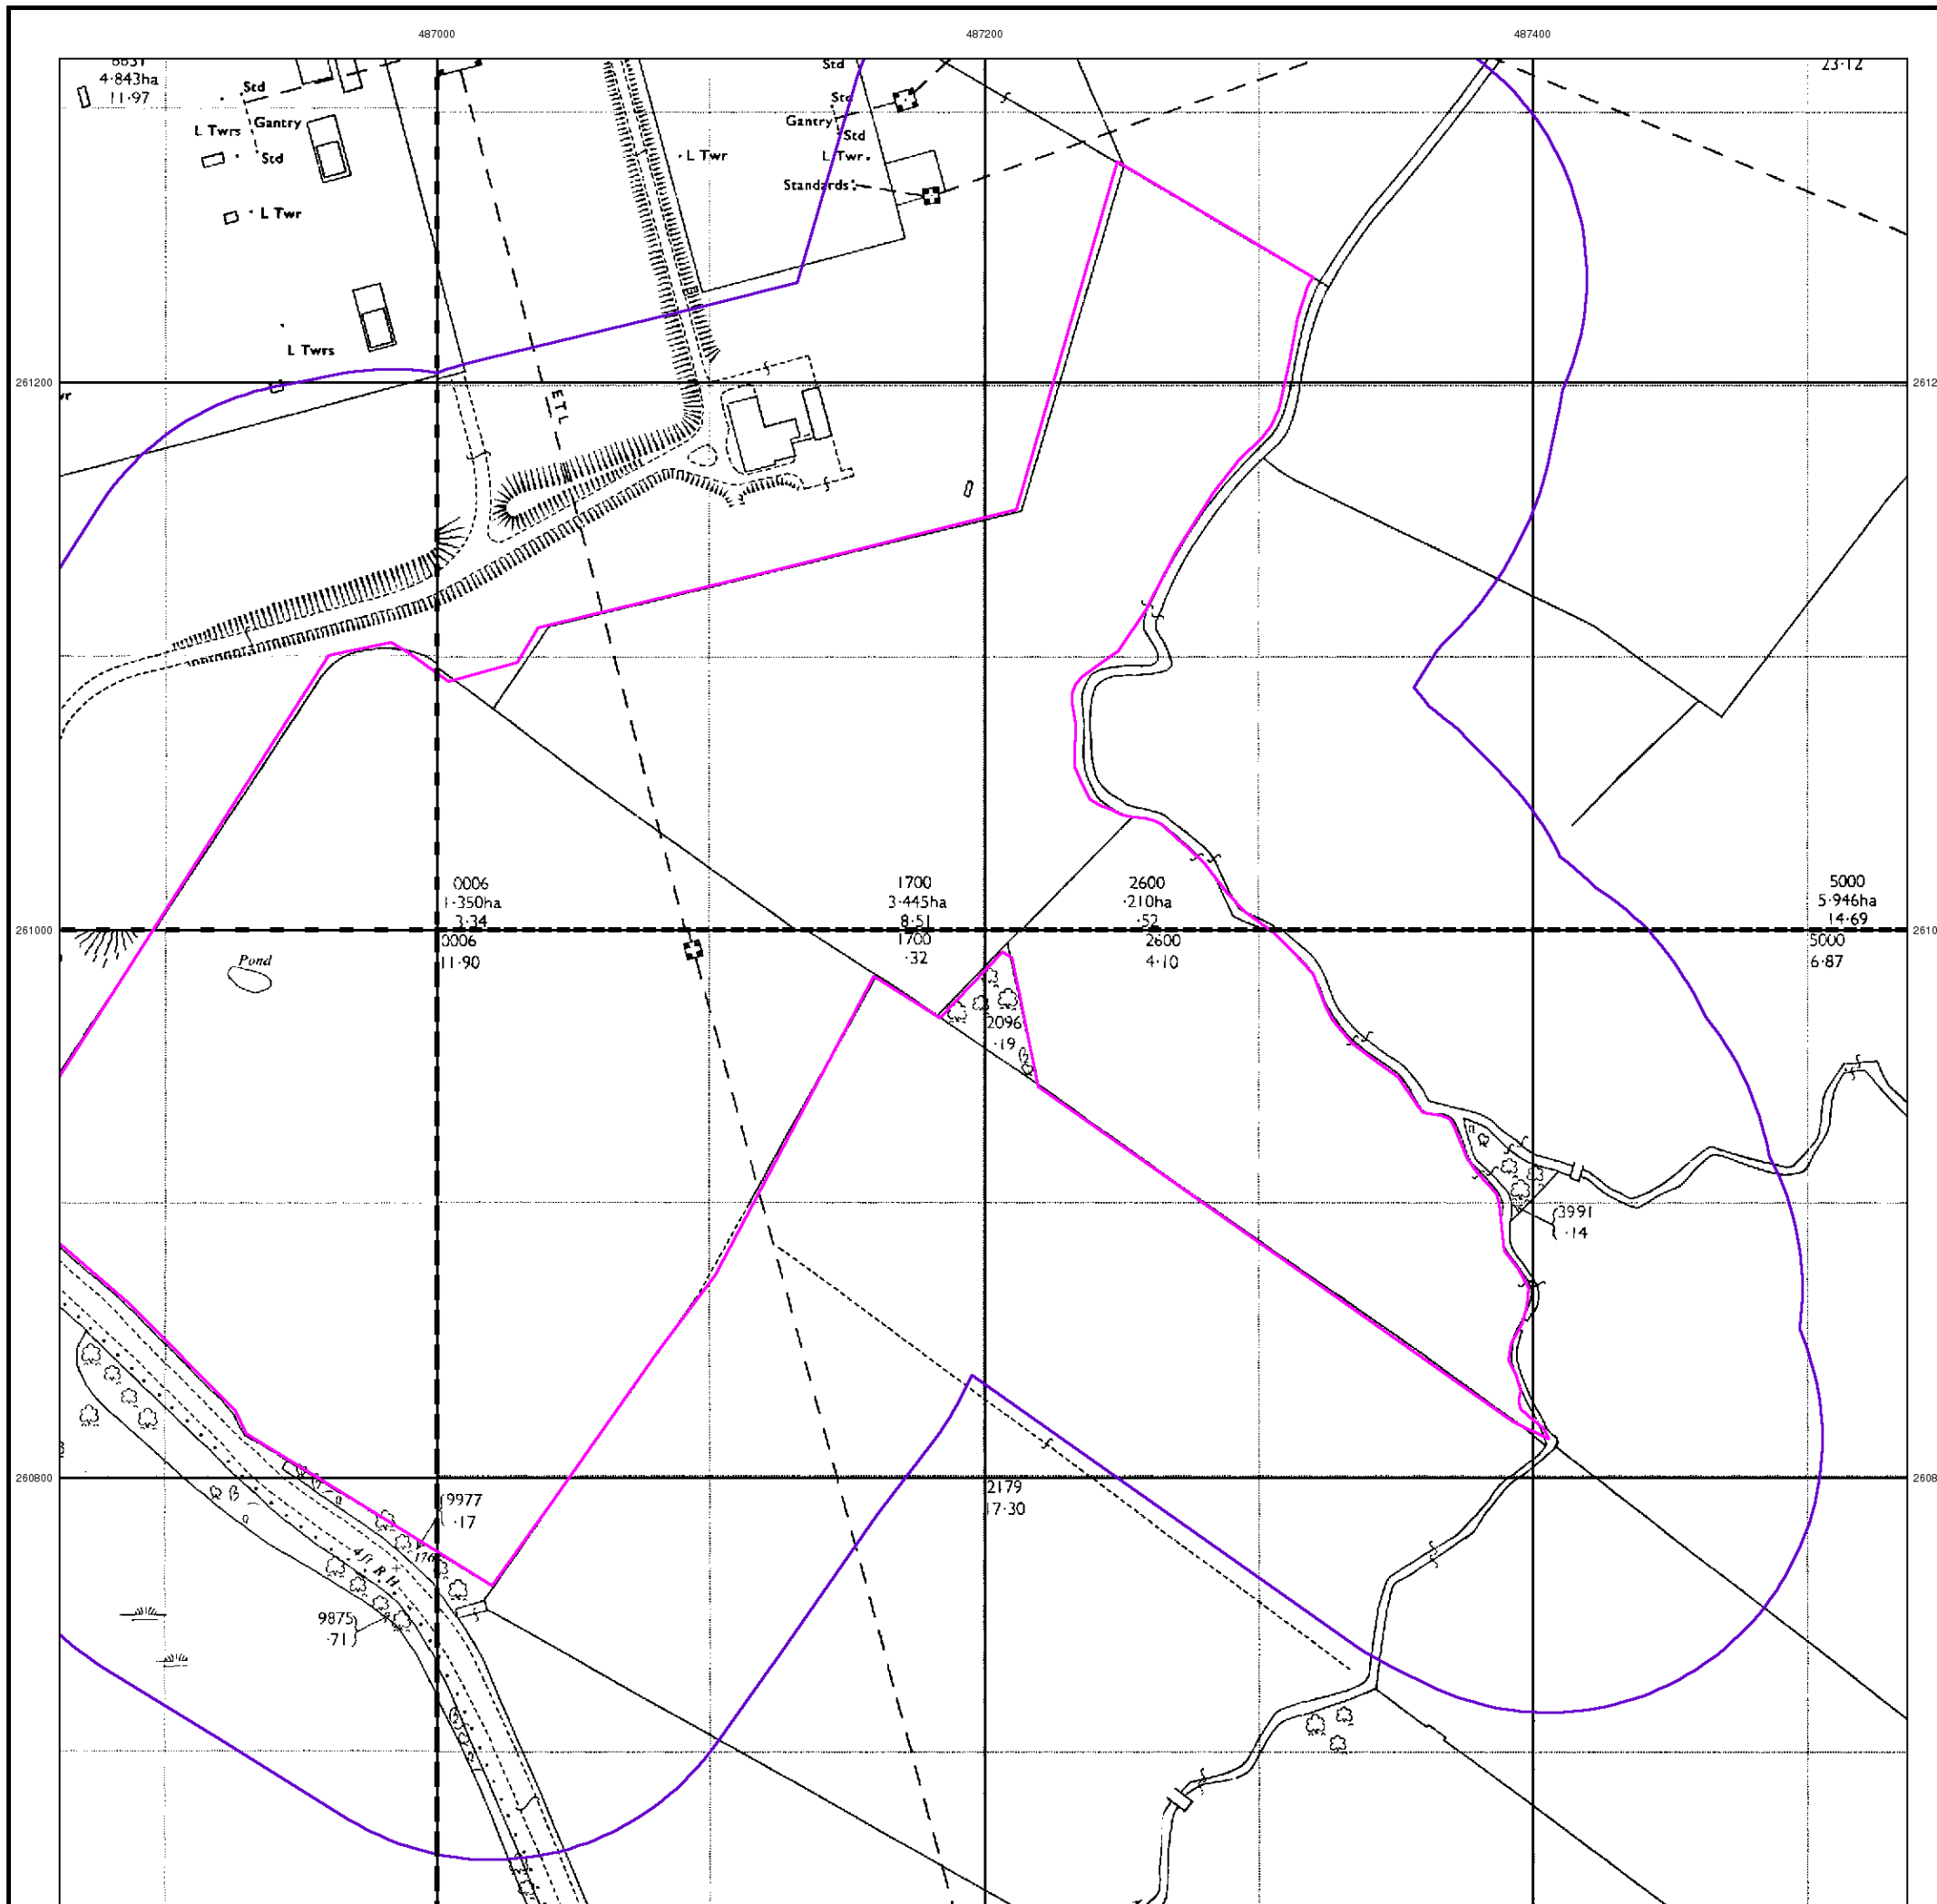 487000
487200
487400
4·843ha
11·97
Std
L Twrs
Gantry
Std
L Twr
L Twrs
Std
Std
Gantry
Std
L Twr
L Twr
Standards
23·12
261200
ETL
0006
1·350ha
3·34
1700
3·445ha
8·51
2600
·210ha
·52
5000
5·946ha
14·69
261000
0006
11·90
1700
·32
2600
4·10
5000
6·87
Pond
2096
·19
3991
·14
260800
9977
·17
2179
17·30
4ft R H
9875
·71